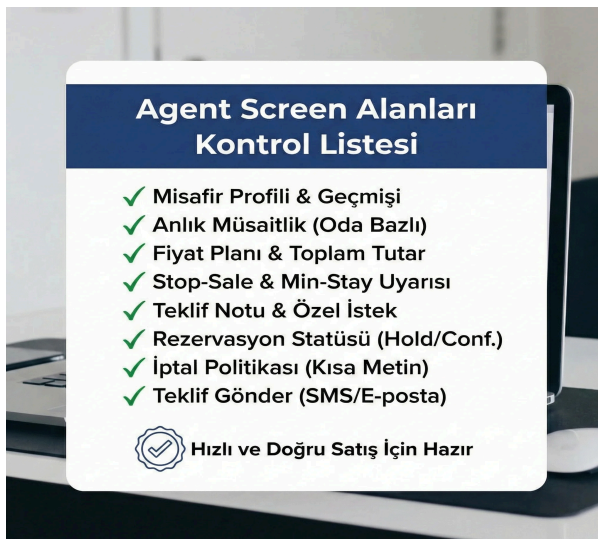 Agent Screen Alanları
Kontrol Listesi
Misafir Profili & Geçmişi
Anlık Müsaitlik (Oda Bazlı)
Fiyat Planı & Toplam Tutar
Stop-Sale & Min-Stay Uyarısı
Teklif Notu & Özel İstek
Rezervasyon Statüsü (Hold/Conf.)
İptal Politikası (Kısa Metin)
Teklif Gönder (SMS/E-posta)
Hızlı ve Doğru Satış İçin Hazır